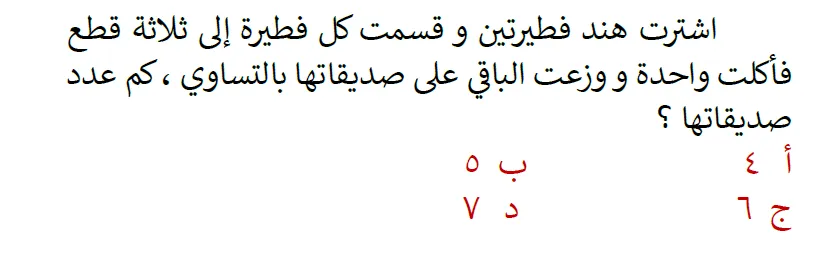 اشترت هند فطيرتين و قسمت كل فطيرة إلى ثلاثة قطع
فأكلت واحدة و وزعت الباقي على صديقاتها بالتساوي ، كم عدد
صديقاتها ؟
أ ٤ ب ٥
ج ٦ د ٧